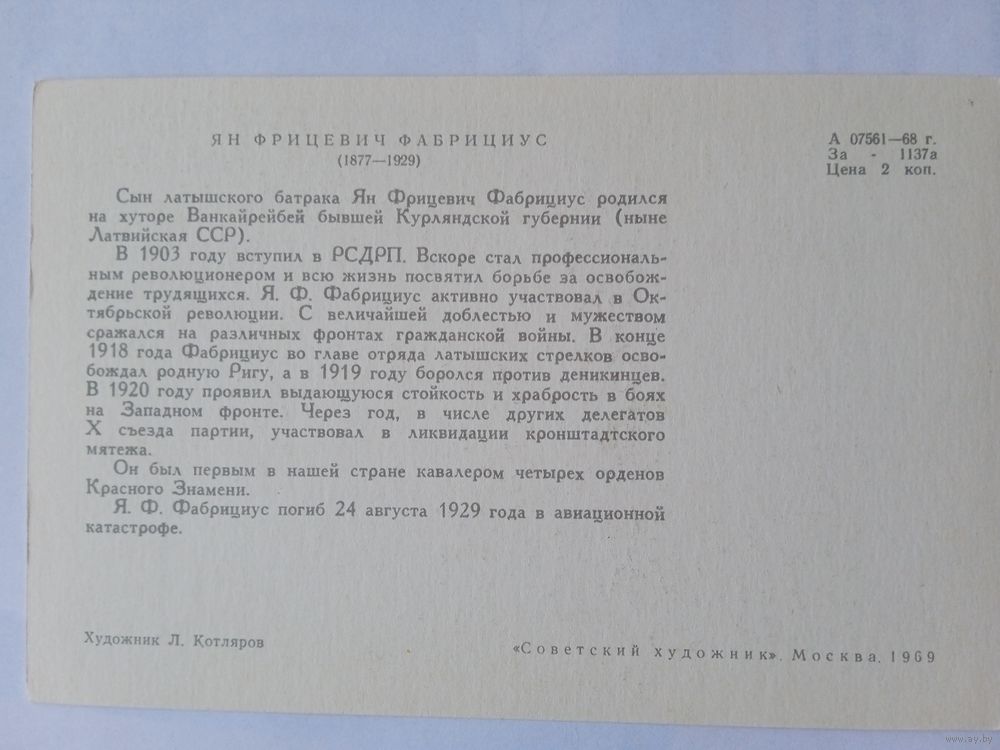 ЯН ФРИЦЕВИЧ ФАБРИЦИУС
(1877—1929)
А 07561—68 г.
За - 1137а
Цена 2 коп.
Сын латышского батрака Ян Фрицевич Фабрициус родился
на хуторе Ванкайрейбей бывшей Курляндской губернии (ныне
Латвийская ССР).
В 1903 году вступил в РСДРП. Вскоре стал профессиональ-
ным революционером и всю жизнь посвятил борьбе за освобож-
дение трудящихся. Я. Ф. Фабрициус активно участвовал в Ок-
тябрьской революции. С величайшей доблестью и мужеством
сражался на различных фронтах гражданской войны. В конце
1918 года Фабрициус во главе отряда латышских стрелков осво-
бождал родную Ригу, а в 1919 году боролся против деникинцев.
В 1920 году проявил выдающуюся стойкость и храбрость в боях
на Западном фронте. Через год, в числе других делегатов
X съезда партии, участвовал в ликвидации кронштадтского
мятежа.
Он был первым в нашей стране кавалером четырех орденов
Красного Знамени.
Я. Ф. Фабрициус погиб 24 августа 1929 года в авиационной
катастрофе.
Художник Л. Котляров
«Советский художник». Москва. 1969
www.ay.by